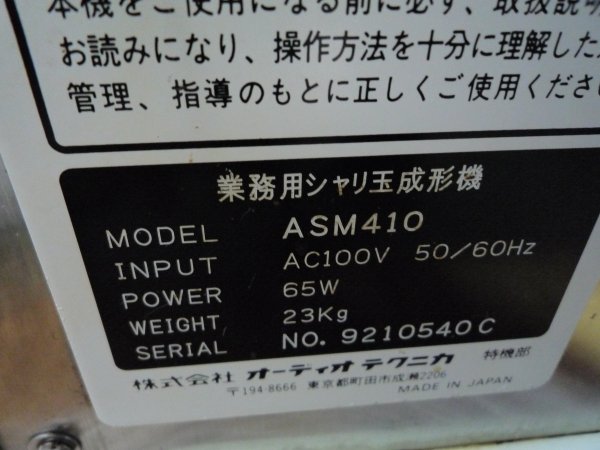 本機をご使用になる前に必ず、取扱説明
お読みになり、操作方法を十分に理解した
管理、指導のもとに正しくご使用ください
業務用シャリ玉成形機
MODEL ASM410
INPUT AC100V 50/60Hz
POWER 65W
WEIGHT 23Kg
SERIAL NO. 9210540C
株式会社 オーディオテクニカ 特機部
〒194-8666 東京都町田市成瀬2206
MADE IN JAPAN